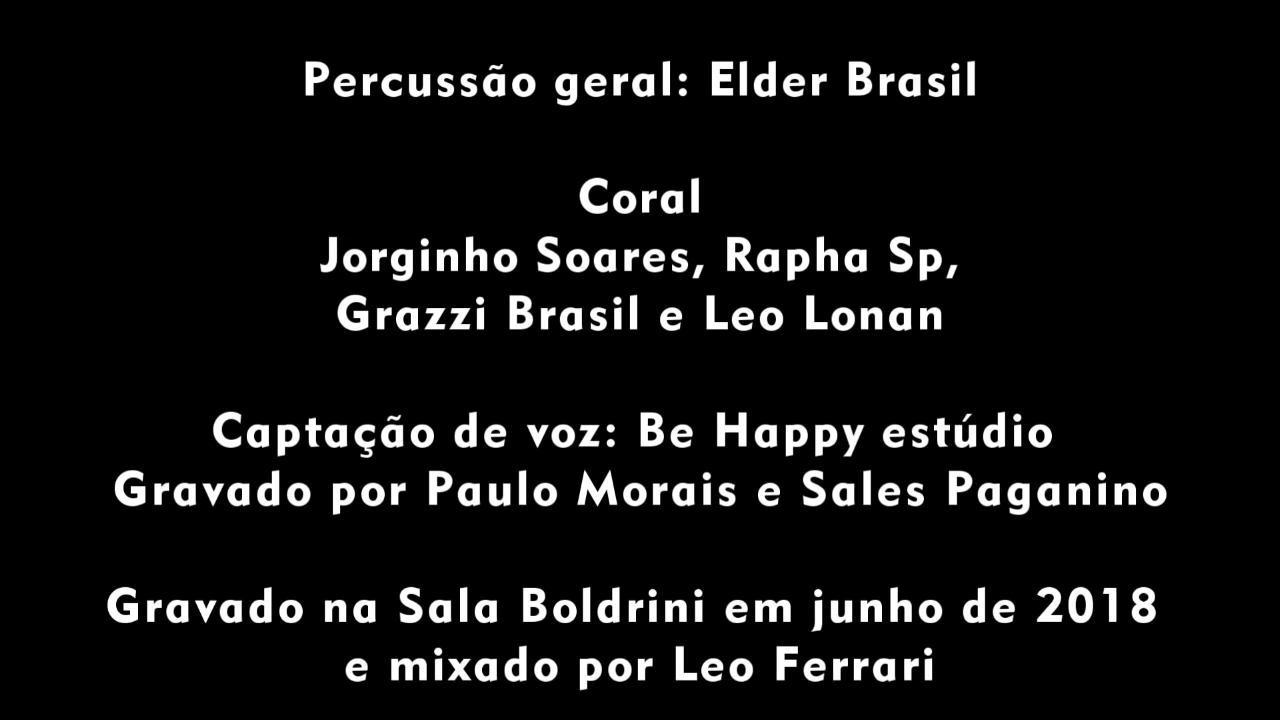 Percussão geral: Elder Brasil
Coral
Jorginho Soares, Rapha Sp,
Grazzi Brasil e Leo Lonan
Captação de voz: Be Happy estúdio
Gravado por Paulo Morais e Sales Paganino
Gravado na Sala Boldrini em junho de 2018
e mixado por Leo Ferrari